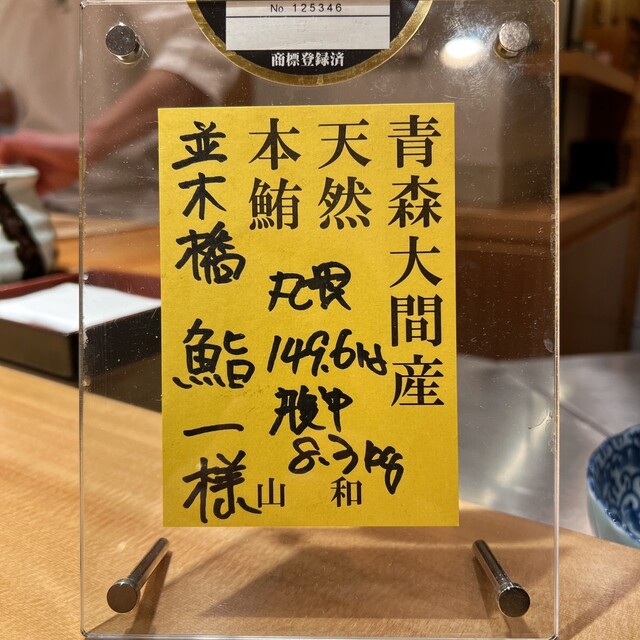 No 125346
商標登録済
青森大間産
天然
本鮪
丸畏
149.6kg
腹中
8.3kg
山和
並木橋 鮨一様